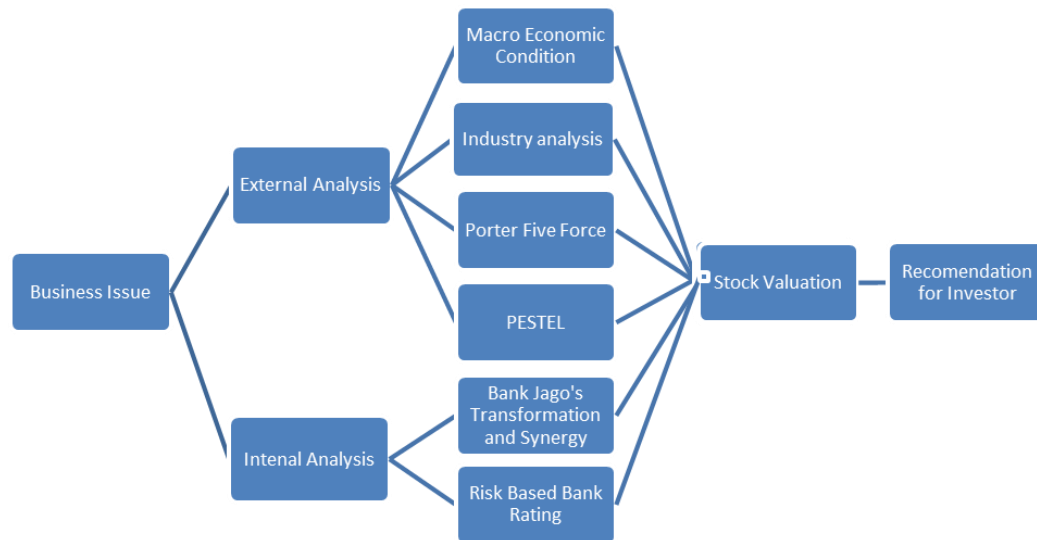 Macro Economic
Condition
Industry analysis
External Analysis
Porter Five Force
Business Issue
Stock Valuation
Recomendation
for Investor
PESTEL
Bank Jago's
Transformation
and Synergy
Intenal Analysis
Risk Based Bank
Rating